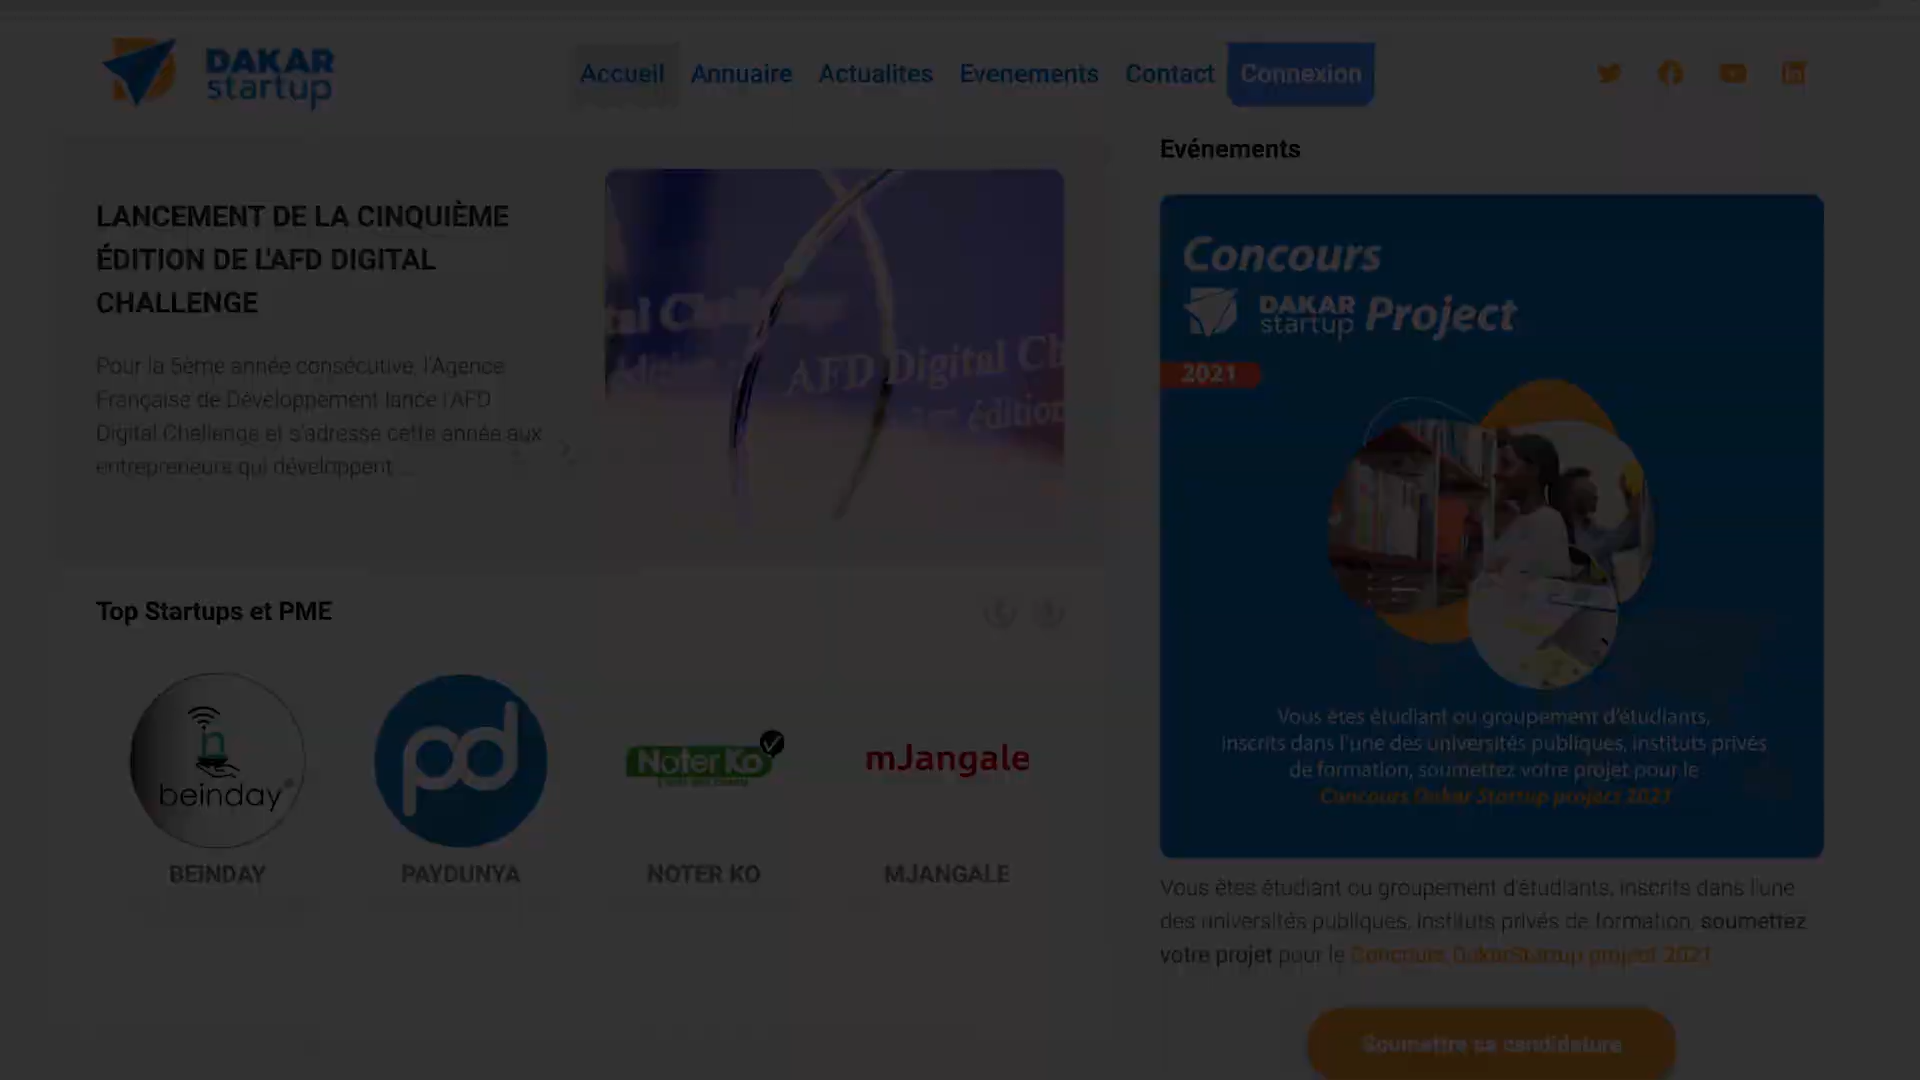 DAKAR
startup
Accueil
Annuaire
Actualites
Evenements
Contact
Connexion
LANCEMENT DE LA CINQUIÈME
ÉDITION DE L'AFD DIGITAL
CHALLENGE
Pour la 5ème année consécutive, l'Agence
Française de Développement lance l'AFD
Digital Challenge et s'adresse cette année aux
entrepreneurs qui développent ...
AFD Digital Ch
édition
Top Startups et PME
beinday
pd
Noter Ko
mJangale
BEINDAY
PAYDUNYA
NOTER KO
MJANGALE
Evénements
Concours
DAKAR
startup
Project
2021
Vous êtes étudiant ou groupement d'étudiants,
inscrits dans l'une des universités publiques, instituts privés
de formation, soumettez votre projet pour le
Concours Dakar Startup project 2021
Vous êtes étudiant ou groupement d'étudiants, inscrits dans l'une
des universités publiques, instituts privés de formation, soumettez
votre projet pour le Concours DakarStartup project 2021
Soumettre sa candidature